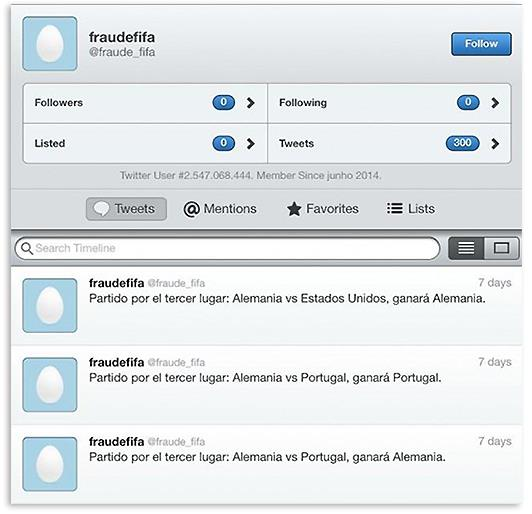 fraudefifa
@fraude_fifa
Follow
Followers 0
Following 0
Listed 0
Tweets 300
Twitter User #2.547.068.444. Member Since junho 2014.
Tweets @ Mentions Favorites Lists
Search Timeline
fraudefifa @fraude_fifa 7 days
Partido por el tercer lugar: Alemania vs Estados Unidos, ganará Alemania.
fraudefifa @fraude_fifa 7 days
Partido por el tercer lugar: Alemania vs Portugal, ganará Portugal.
fraudefifa @fraude_fifa 7 days
Partido por el tercer lugar: Alemania vs Portugal, ganará Alemania.